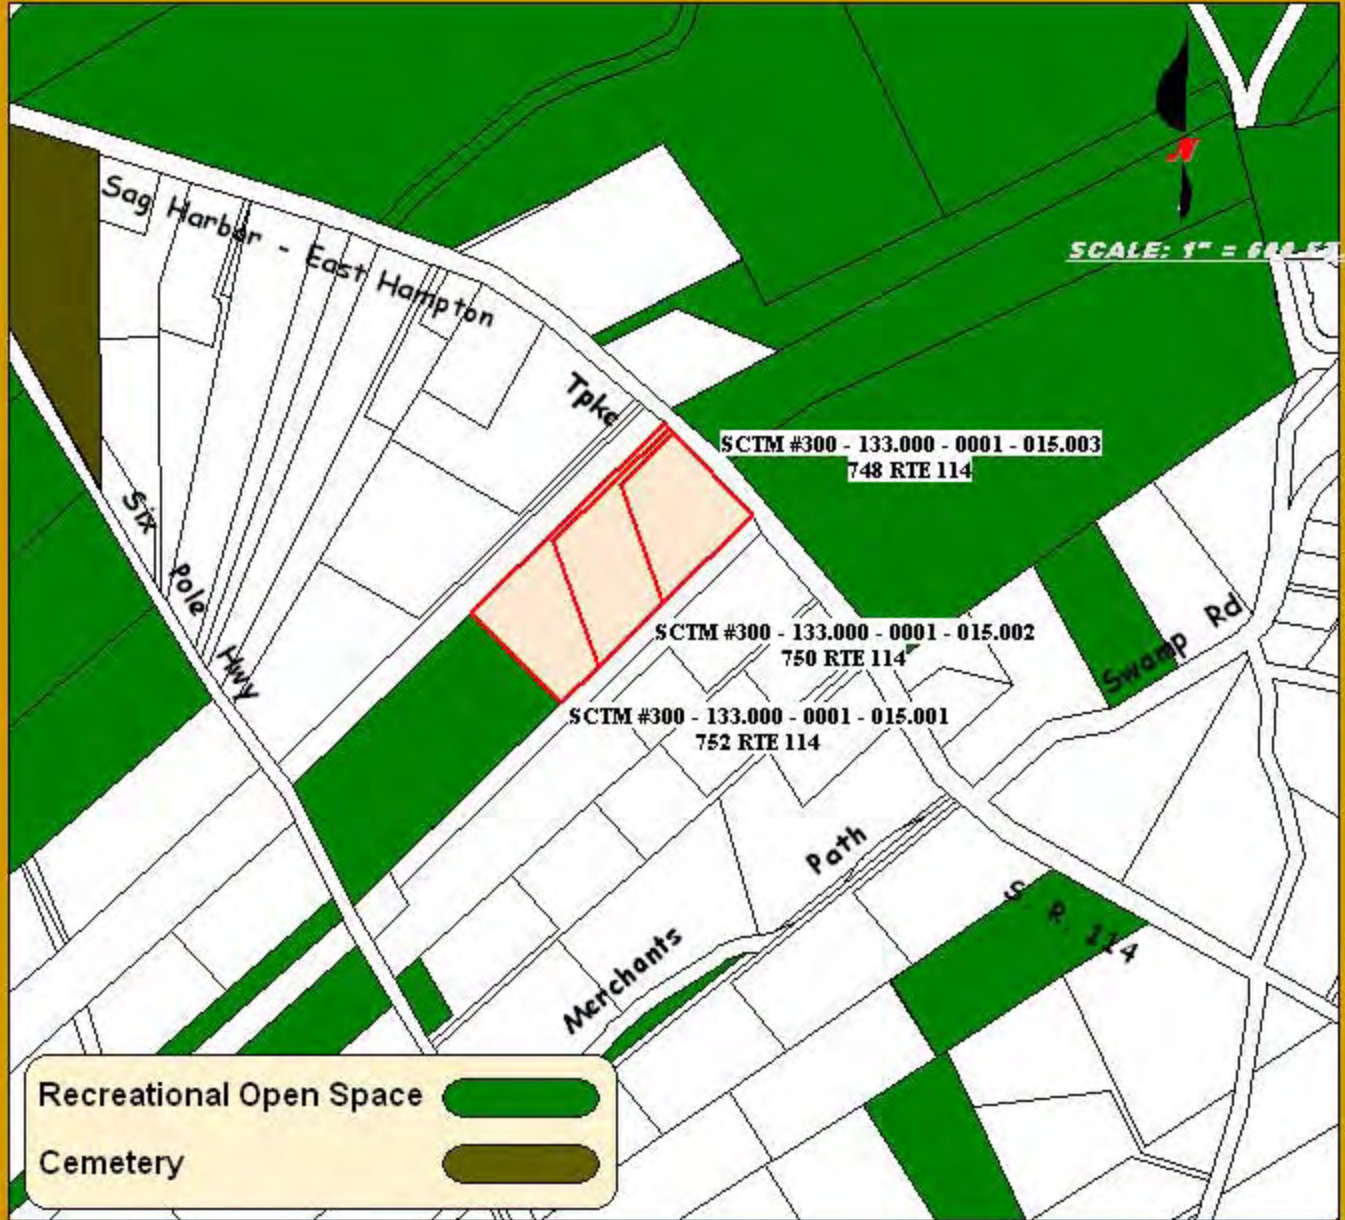 N
SCALE: 1" =
Sag Harbor - East Hampton
Tpke
SCTM #300 - 133.000 - 0001 - 015.003
748 RTE 114
Six Pole Hwy
SCTM #300 - 133.000 - 0001 - 015.002
750 RTE 114
Swamp Rd
SCTM #300 - 133.000 - 0001 - 015.001
752 RTE 114
Merchants Path
S. R. 114
Recreational Open Space
Cemetery